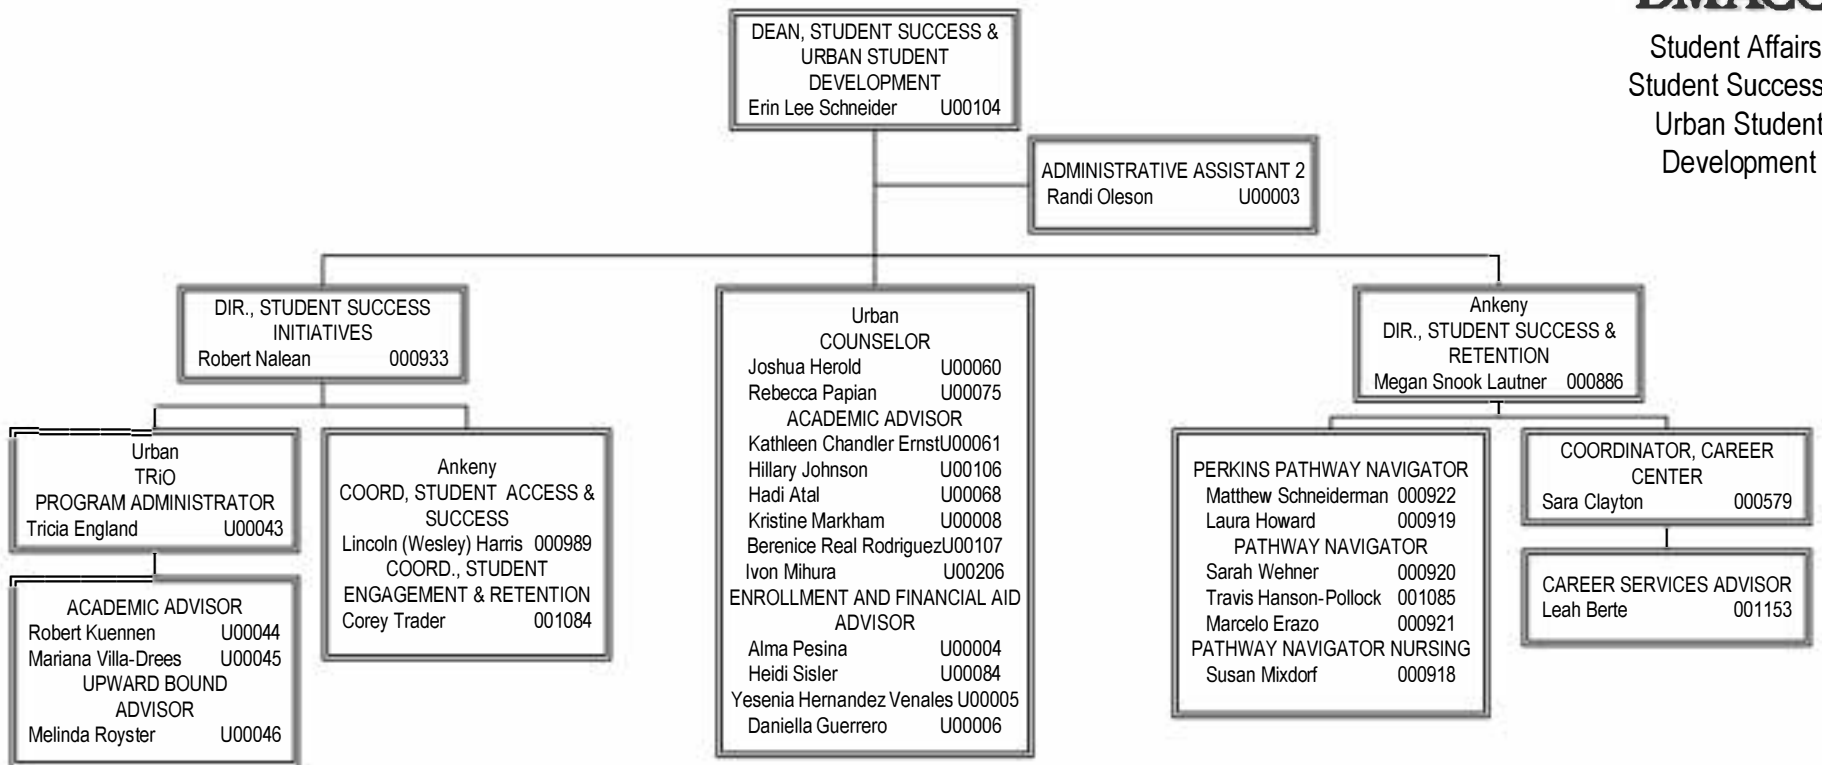 DMACC
Student Affairs
Student Success
Urban Student
Development
DEAN, STUDENT SUCCESS &
URBAN STUDENT
DEVELOPMENT
Erin Lee Schneider U00104
ADMINISTRATIVE ASSISTANT 2
Randi Oleson U00003
DIR., STUDENT SUCCESS
INITIATIVES
Robert Nalean 000933
Urban
TRiO
PROGRAM ADMINISTRATOR
Tricia England U00043
ACADEMIC ADVISOR
Robert Kuennen U00044
Mariana Villa-Drees U00045
UPWARD BOUND
ADVISOR
Melinda Royster U00046
Ankeny
COORD, STUDENT ACCESS &
SUCCESS
Lincoln (Wesley) Harris 000989
COORD., STUDENT
ENGAGEMENT & RETENTION
Corey Trader 001084
Urban
COUNSELOR
Joshua Herold U00060
Rebecca Papian U00075
ACADEMIC ADVISOR
Kathleen Chandler ErnstU00061
Hillary Johnson U00106
Hadi Atal U00068
Kristine Markham U00008
Berenice Real RodriguezU00107
Ivon Mihura U00206
ENROLLMENT AND FINANCIAL AID
ADVISOR
Alma Pesina U00004
Heidi Sisler U00084
Yesenia Hernandez Venales U00005
Daniella Guerrero U00006
Ankeny
DIR., STUDENT SUCCESS &
RETENTION
Megan Snook Lautner 000886
PERKINS PATHWAY NAVIGATOR
Matthew Schneiderman 000922
Laura Howard 000919
PATHWAY NAVIGATOR
Sarah Wehner 000920
Travis Hanson-Pollock 001085
Marcelo Erazo 000921
PATHWAY NAVIGATOR NURSING
Susan Mixdorf 000918
COORDINATOR, CAREER
CENTER
Sara Clayton 000579
CAREER SERVICES ADVISOR
Leah Berte 001153